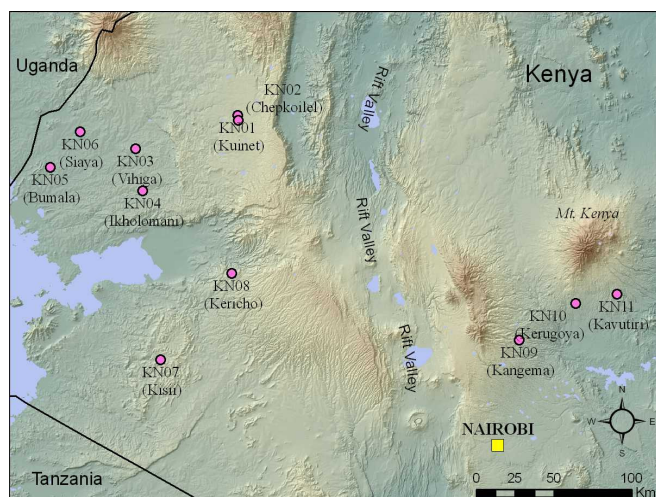 Uganda
Kenya
KN02
(Chepkoilel)
KN01
(Kuinet)
KN06
(Siaya)
KN03
(Vihiga)
KN05
(Bumala)
KN04
(Ikholomani)
Rift Valley
Rift Valley
Rift Valley
Mt. Kenya
KN08
(Kericho)
KN11
(Kavutiri)
KN10
(Kerugoya)
KN09
(Kangema)
KN07
(Kisii)
N
W
E
S
NAIROBI
Tanzania
0 25 50 100
Km